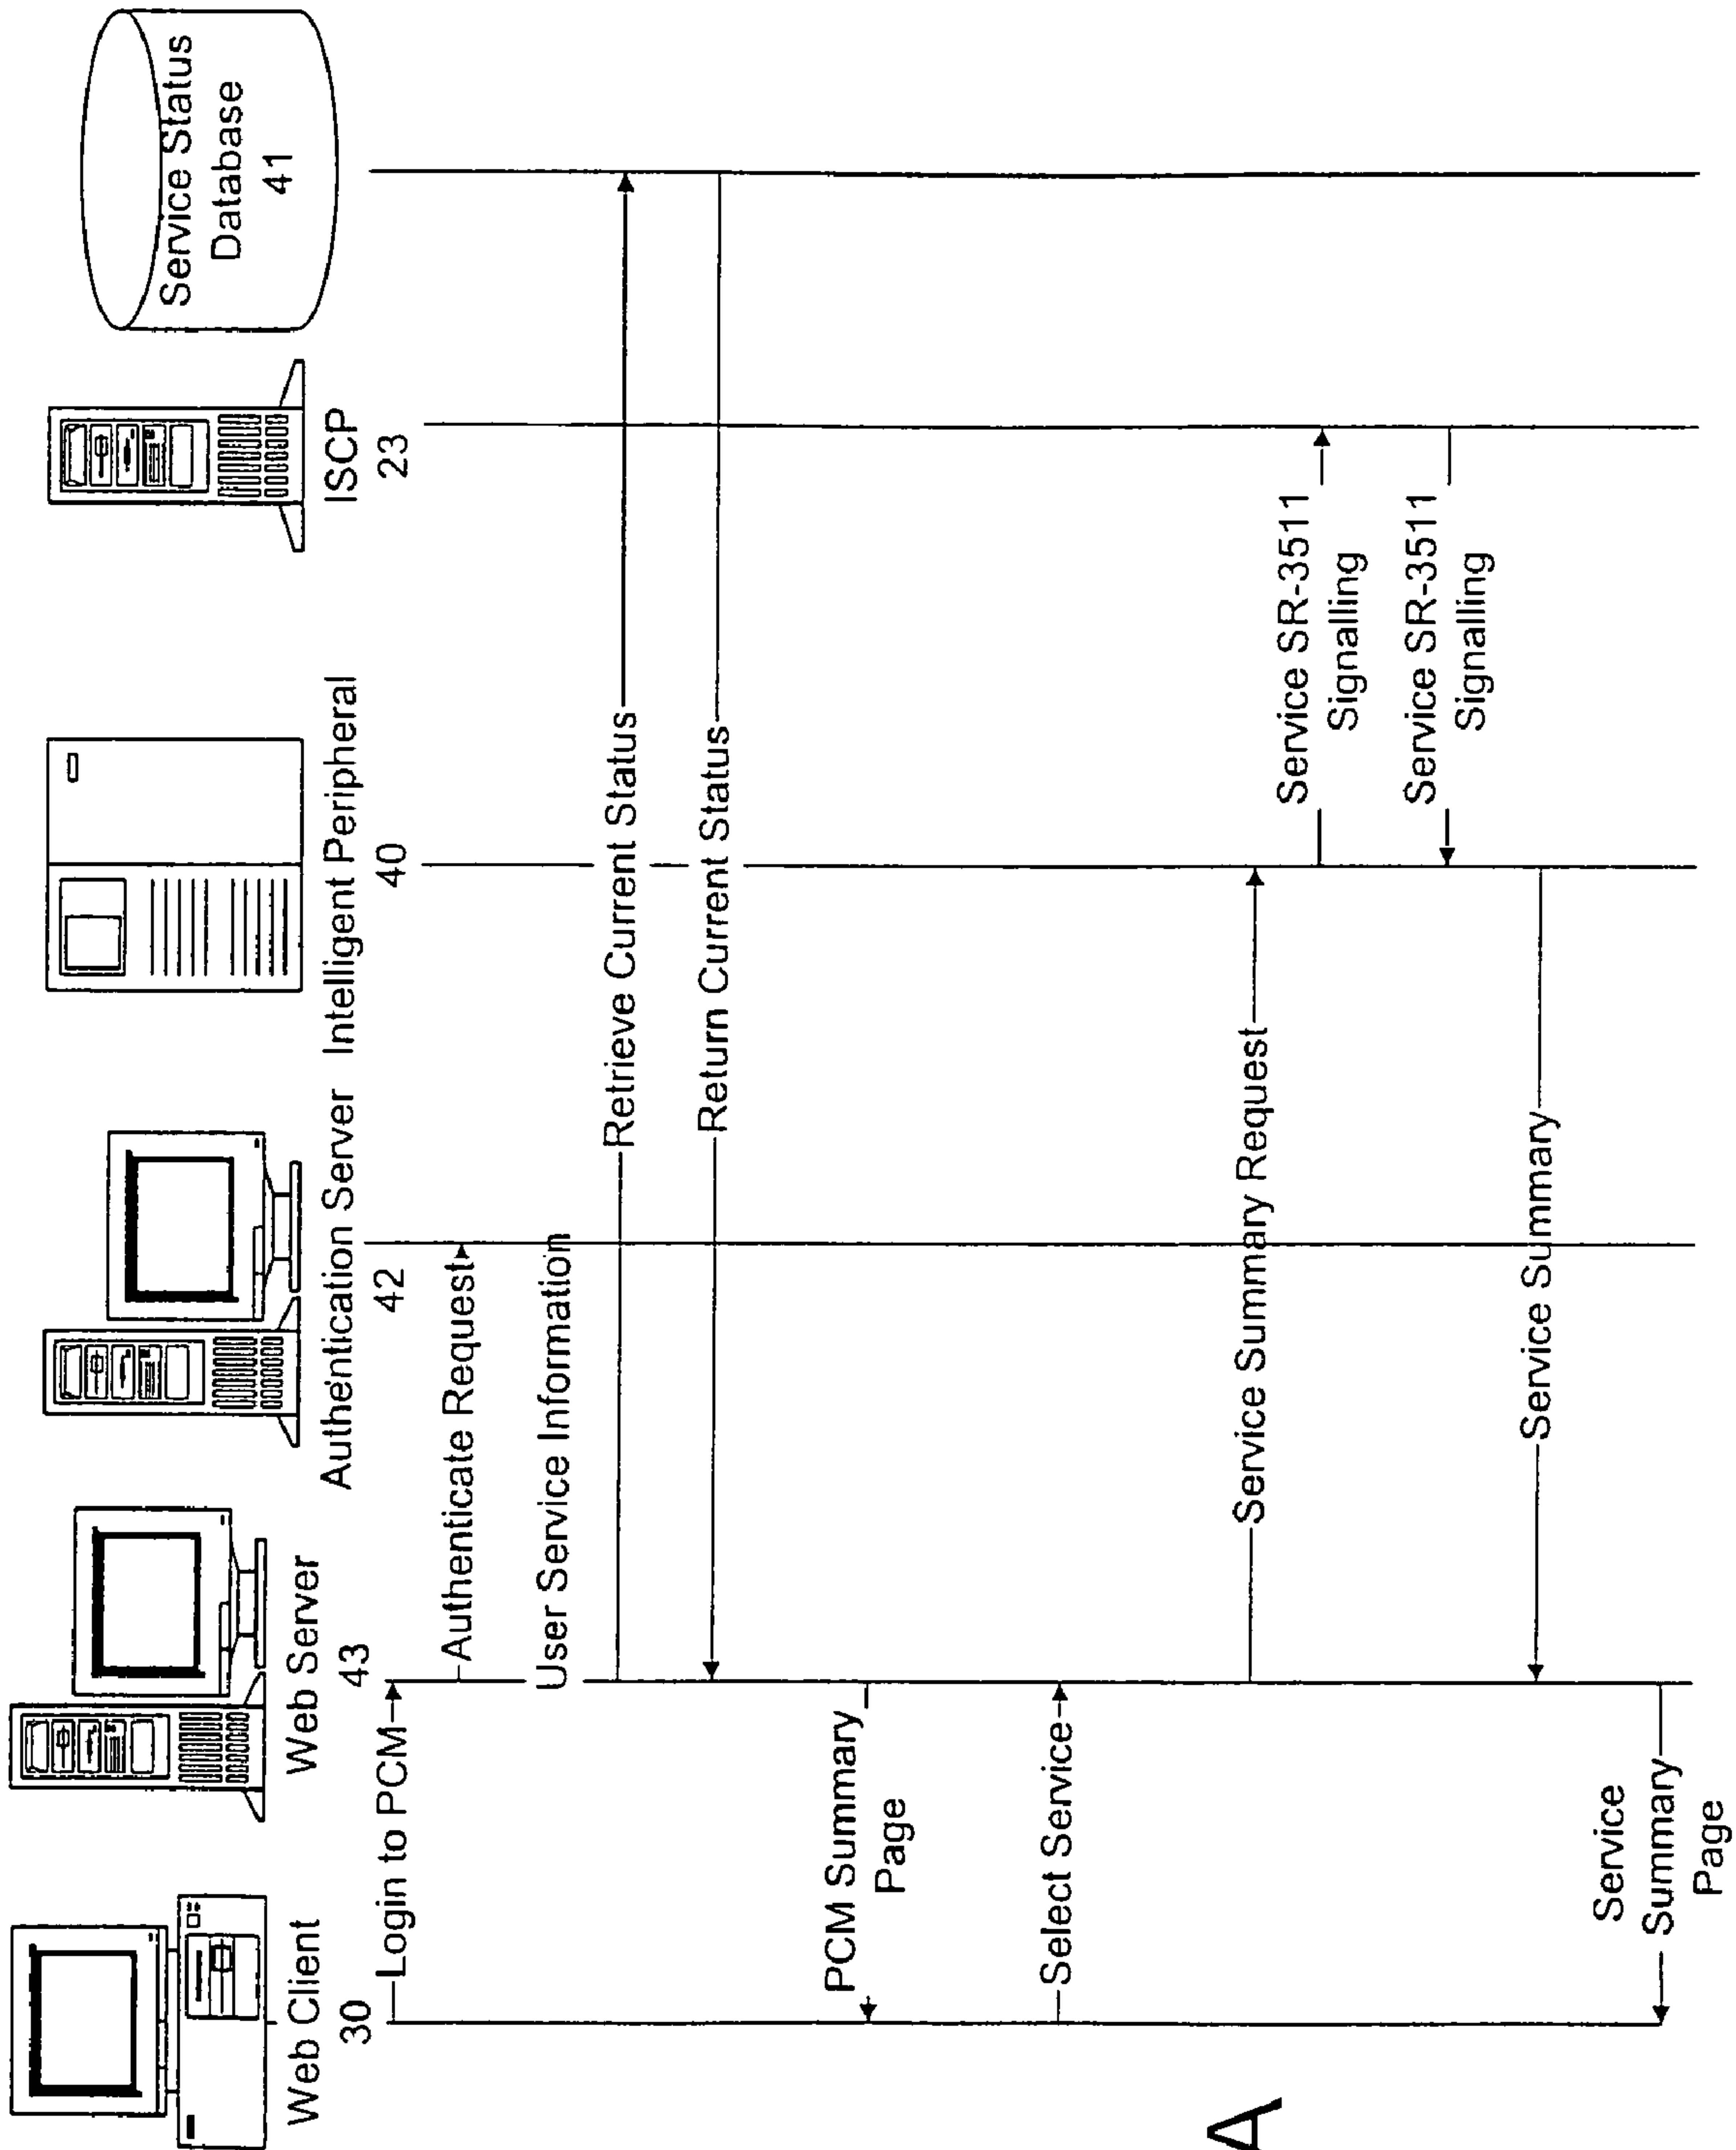 Web Client
30
Web Server
43
Authentication Server
42
Intelligent Peripheral
40
ISCP
23
Service Status
Database
41
Login to PCM
Authenticate Request
User Service Information
Retrieve Current Status
Return Current Status
PCM Summary
Page
Select Service
Service Summary Request
Service SR-3511
Signalling
Service SR-3511
Signalling
Service Summary
Service
Summary
Page
A